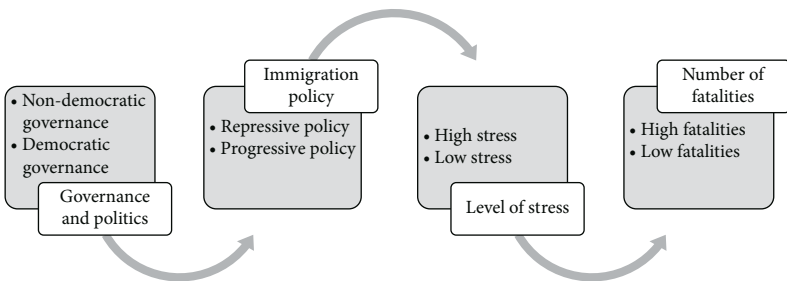 • Non-democratic
governance
• Democratic
governance
Governance
and politics
Immigration
policy
• Repressive policy
• Progressive policy
• High stress
• Low stress
Level of stress
Number of
fatalities
• High fatalities
• Low fatalities